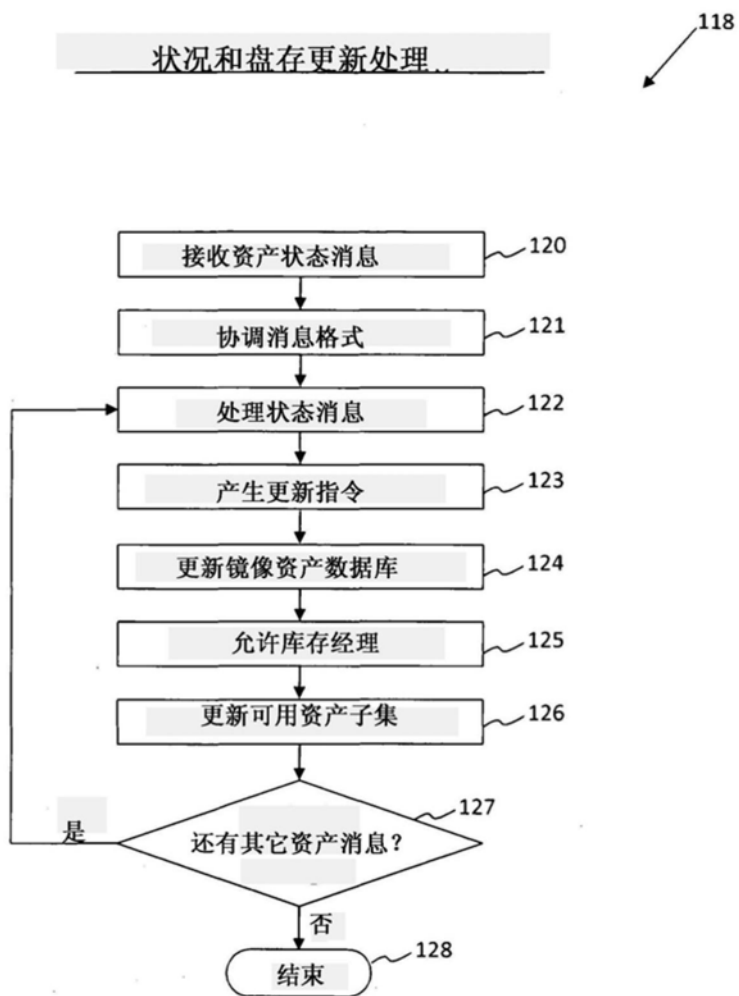 状况和盘存更新处理
118
接收资产状态消息
120
协调消息格式
121
处理状态消息
122
产生更新指令
123
更新镜像资产数据库
124
允许库存经理
125
更新可用资产子集
126
127
还有其它资产消息？
是
否
128
结束